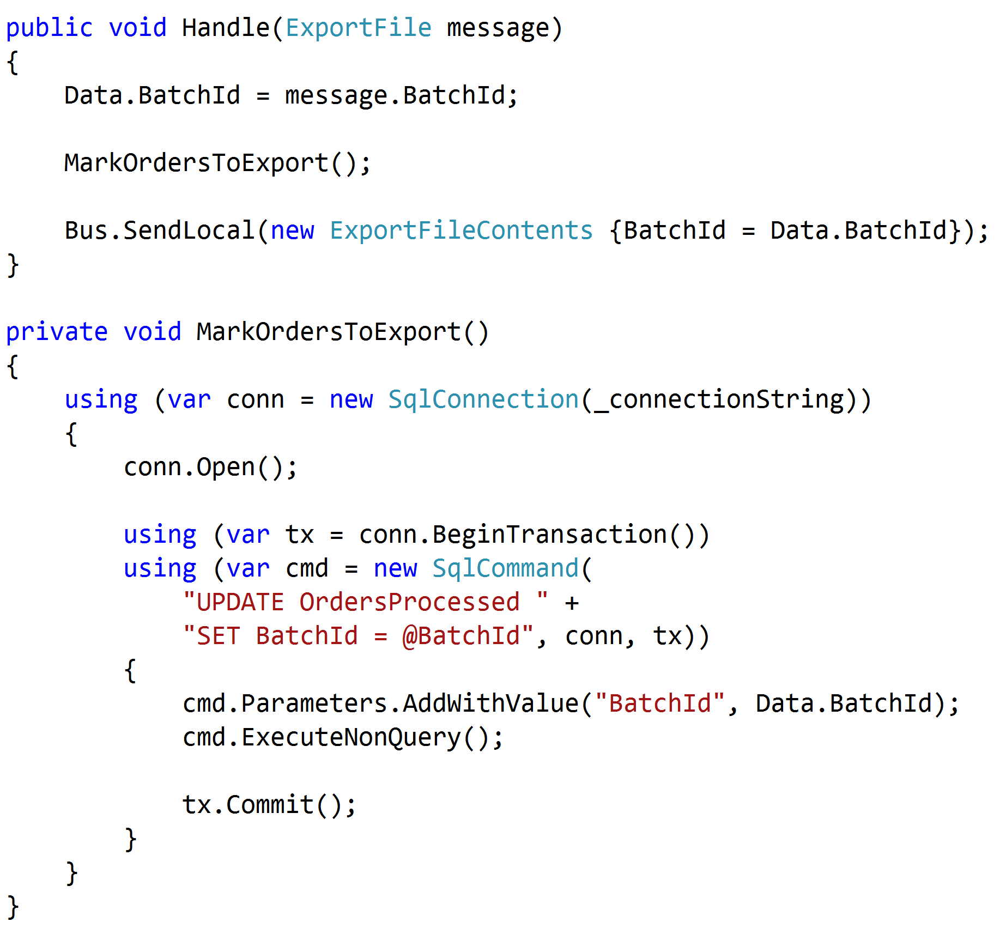 public void Handle(ExportFile message)
{
    Data.BatchId = message.BatchId;

    MarkOrdersToExport();

    Bus.SendLocal(new ExportFileContents {BatchId = Data.BatchId});
}

private void MarkOrdersToExport()
{
    using (var conn = new SqlConnection(_connectionString))
    {
        conn.Open();

        using (var tx = conn.BeginTransaction())
        using (var cmd = new SqlCommand(
            "UPDATE OrdersProcessed " +
            "SET BatchId = @BatchId", conn, tx))
        {
            cmd.Parameters.AddWithValue("BatchId", Data.BatchId);
            cmd.ExecuteNonQuery();

            tx.Commit();
        }
    }
}